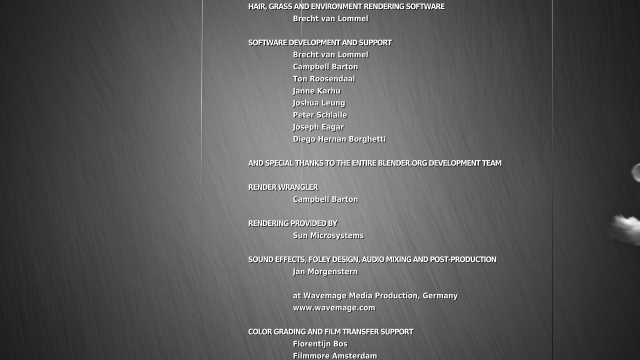 HAIR, GRASS AND ENVIRONMENT RENDERING SOFTWARE
Brecht van Lommel
SOFTWARE DEVELOPMENT AND SUPPORT
Brecht van Lommel
Campbell Barton
Ton Roosendaal
Janne Karhu
Joshua Leung
Peter Schlaile
Joseph Eagar
Diego Hernan Borghetti
AND SPECIAL THANKS TO THE ENTIRE BLENDER.ORG DEVELOPMENT TEAM
RENDER WRANGLER
Campbell Barton
RENDERING PROVIDED BY
Sun Microsystems
SOUND EFFECTS, FOLEY DESIGN, AUDIO MIXING AND POST-PRODUCTION
Jan Morgenstern
at Wavemage Media Production, Germany
www.wavemage.com
COLOR GRADING AND FILM TRANSFER SUPPORT
Florentijn Bos
Filmmore Amsterdam